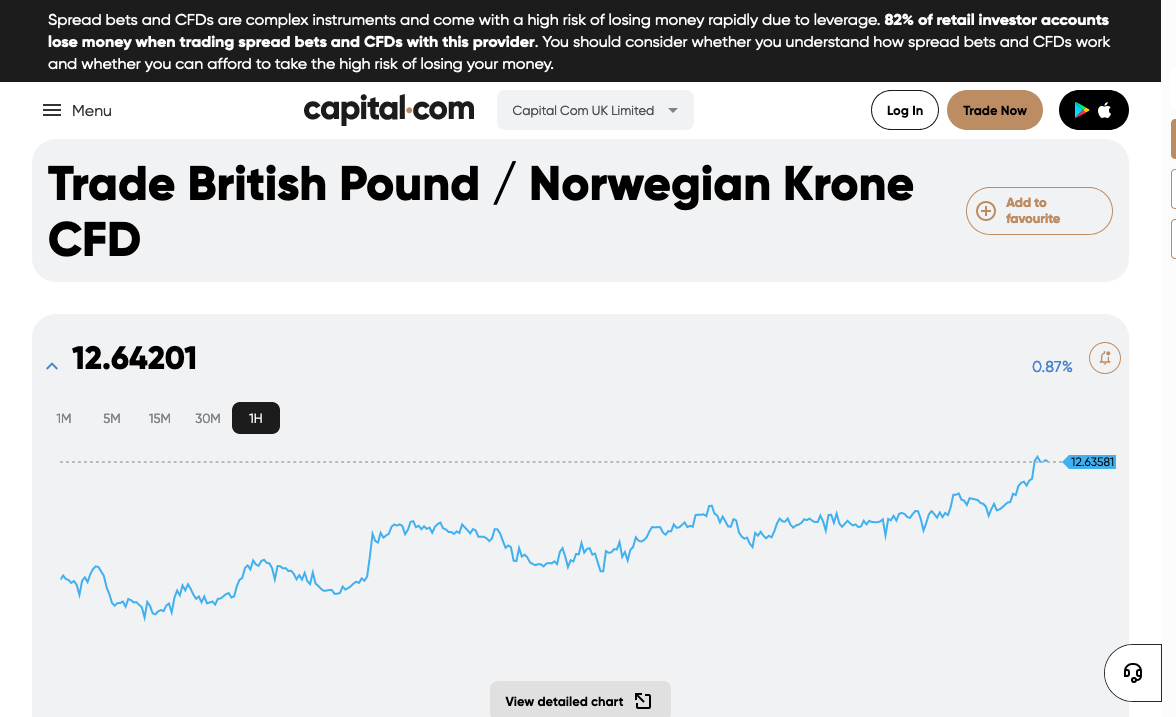 Spread bets and CFDs are complex instruments and come with a high risk of losing money rapidly due to leverage. 82% of retail investor accounts
lose money when trading spread bets and CFDs with this provider. You should consider whether you understand how spread bets and CFDs work
and whether you can afford to take the high risk of losing your money.
Menu
capital.com
Capital Com UK Limited
Log In
Trade Now
Trade British Pound / Norwegian Krone
CFD
Add to
favourite
12.64201
0.87%
1M
5M
15M
30M
1H
12.63581
View detailed chart